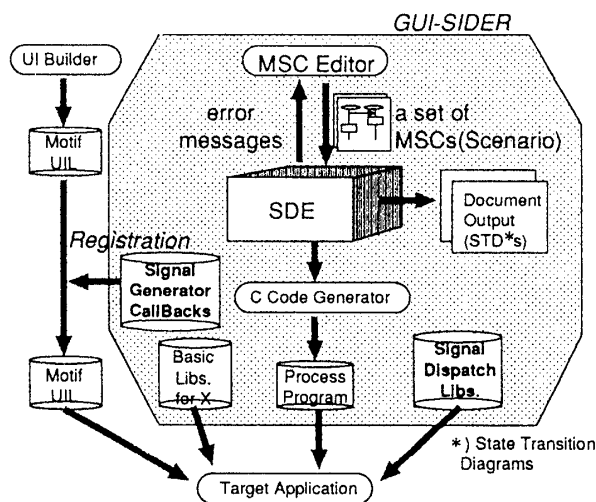 GUI-SIDER
UI Builder
MSC Editor
error
messages
a set of
MSCs(Scenario)
Motif
UIL
SDE
Document
Output
(STD*s)
Registration
Signal
Generator
CallBacks
C Code Generator
Motif
UIL
Basic
Libs.
for X
Process
Program
Signal
Dispatch
Libs.
*) State Transition
Diagrams
Target Application